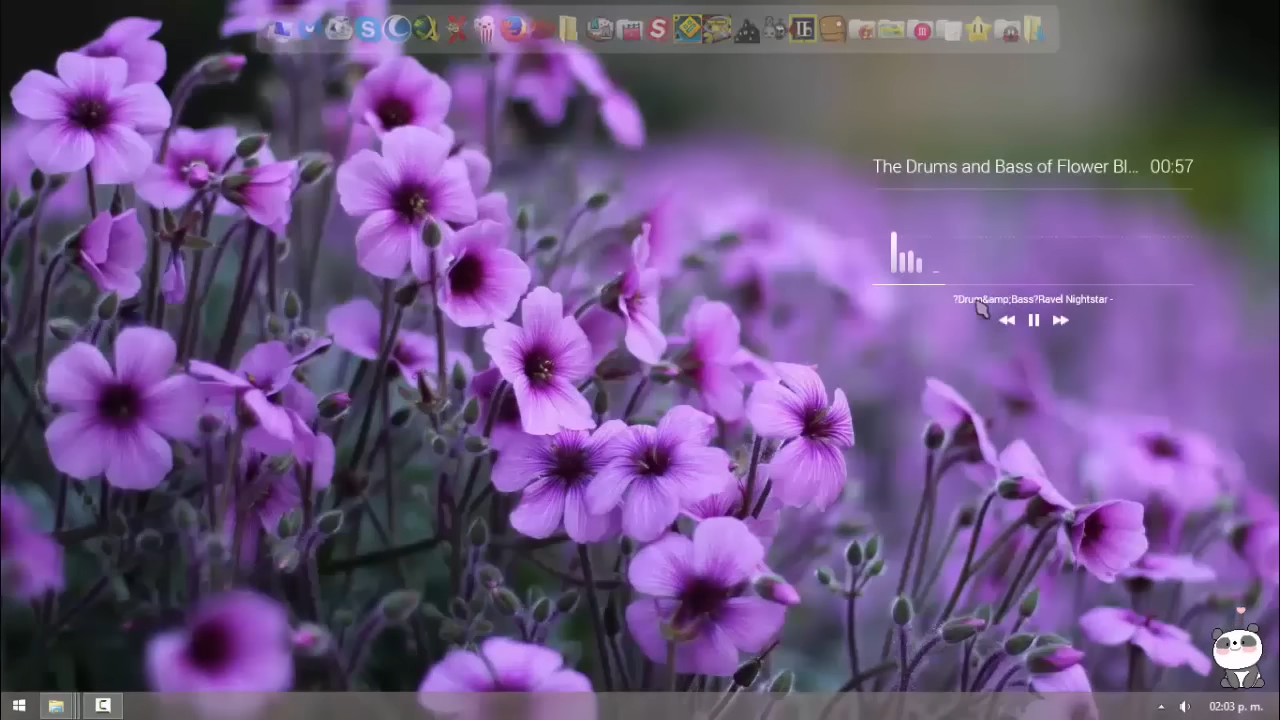 The Drums and Bass of Flower Bl... 00:57
?Drum&amp;Bass?Ravel Nightstar -
02:03 p. m.